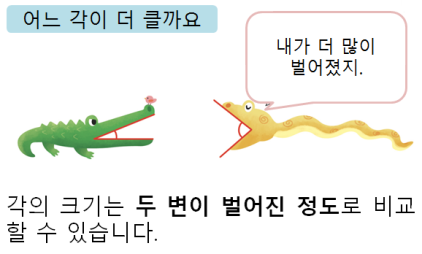 어느 각이 더 클까요
내가 더 많이
벌어졌지.
각의 크기는 두 변이 벌어진 정도로 비교
할 수 있습니다.